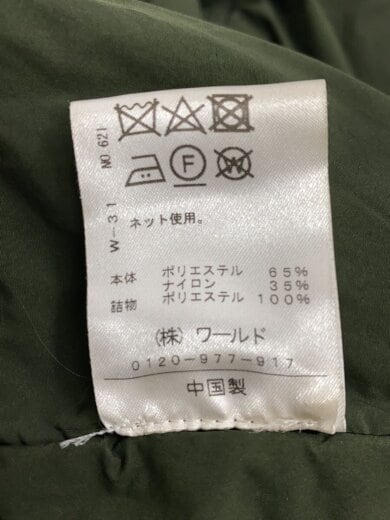 NO 621
W-31
F
W
ネット使用。
本体 ポリエステル 65%
ナイロン 35%
詰物 ポリエステル 100%
(株) ワールド
0120-977-917
中国製